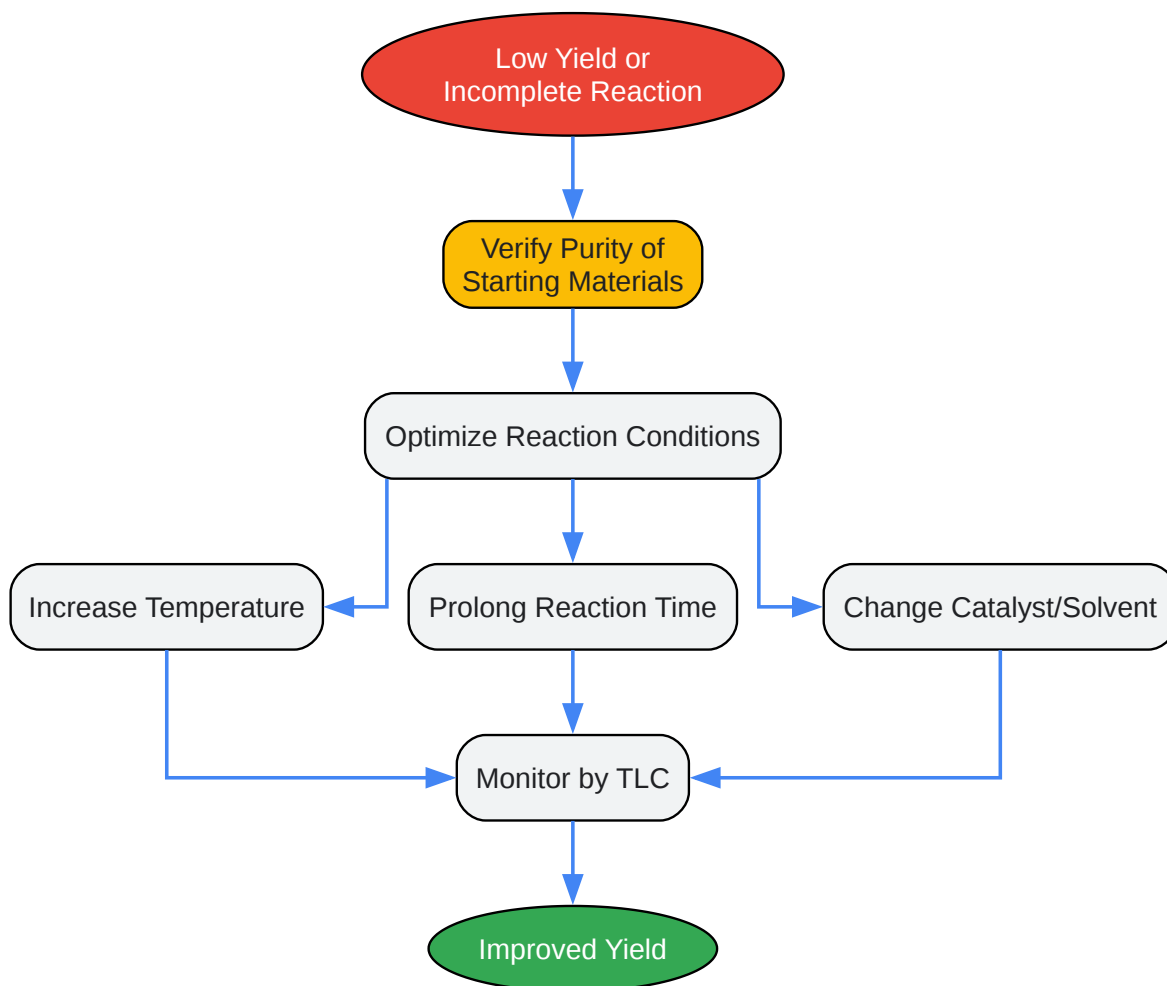 Low Yield or
Incomplete Reaction
Verify Purity of
Starting Materials
Optimize Reaction Conditions
Increase Temperature
Prolong Reaction Time
Change Catalyst/Solvent
Monitor by TLC
Improved Yield